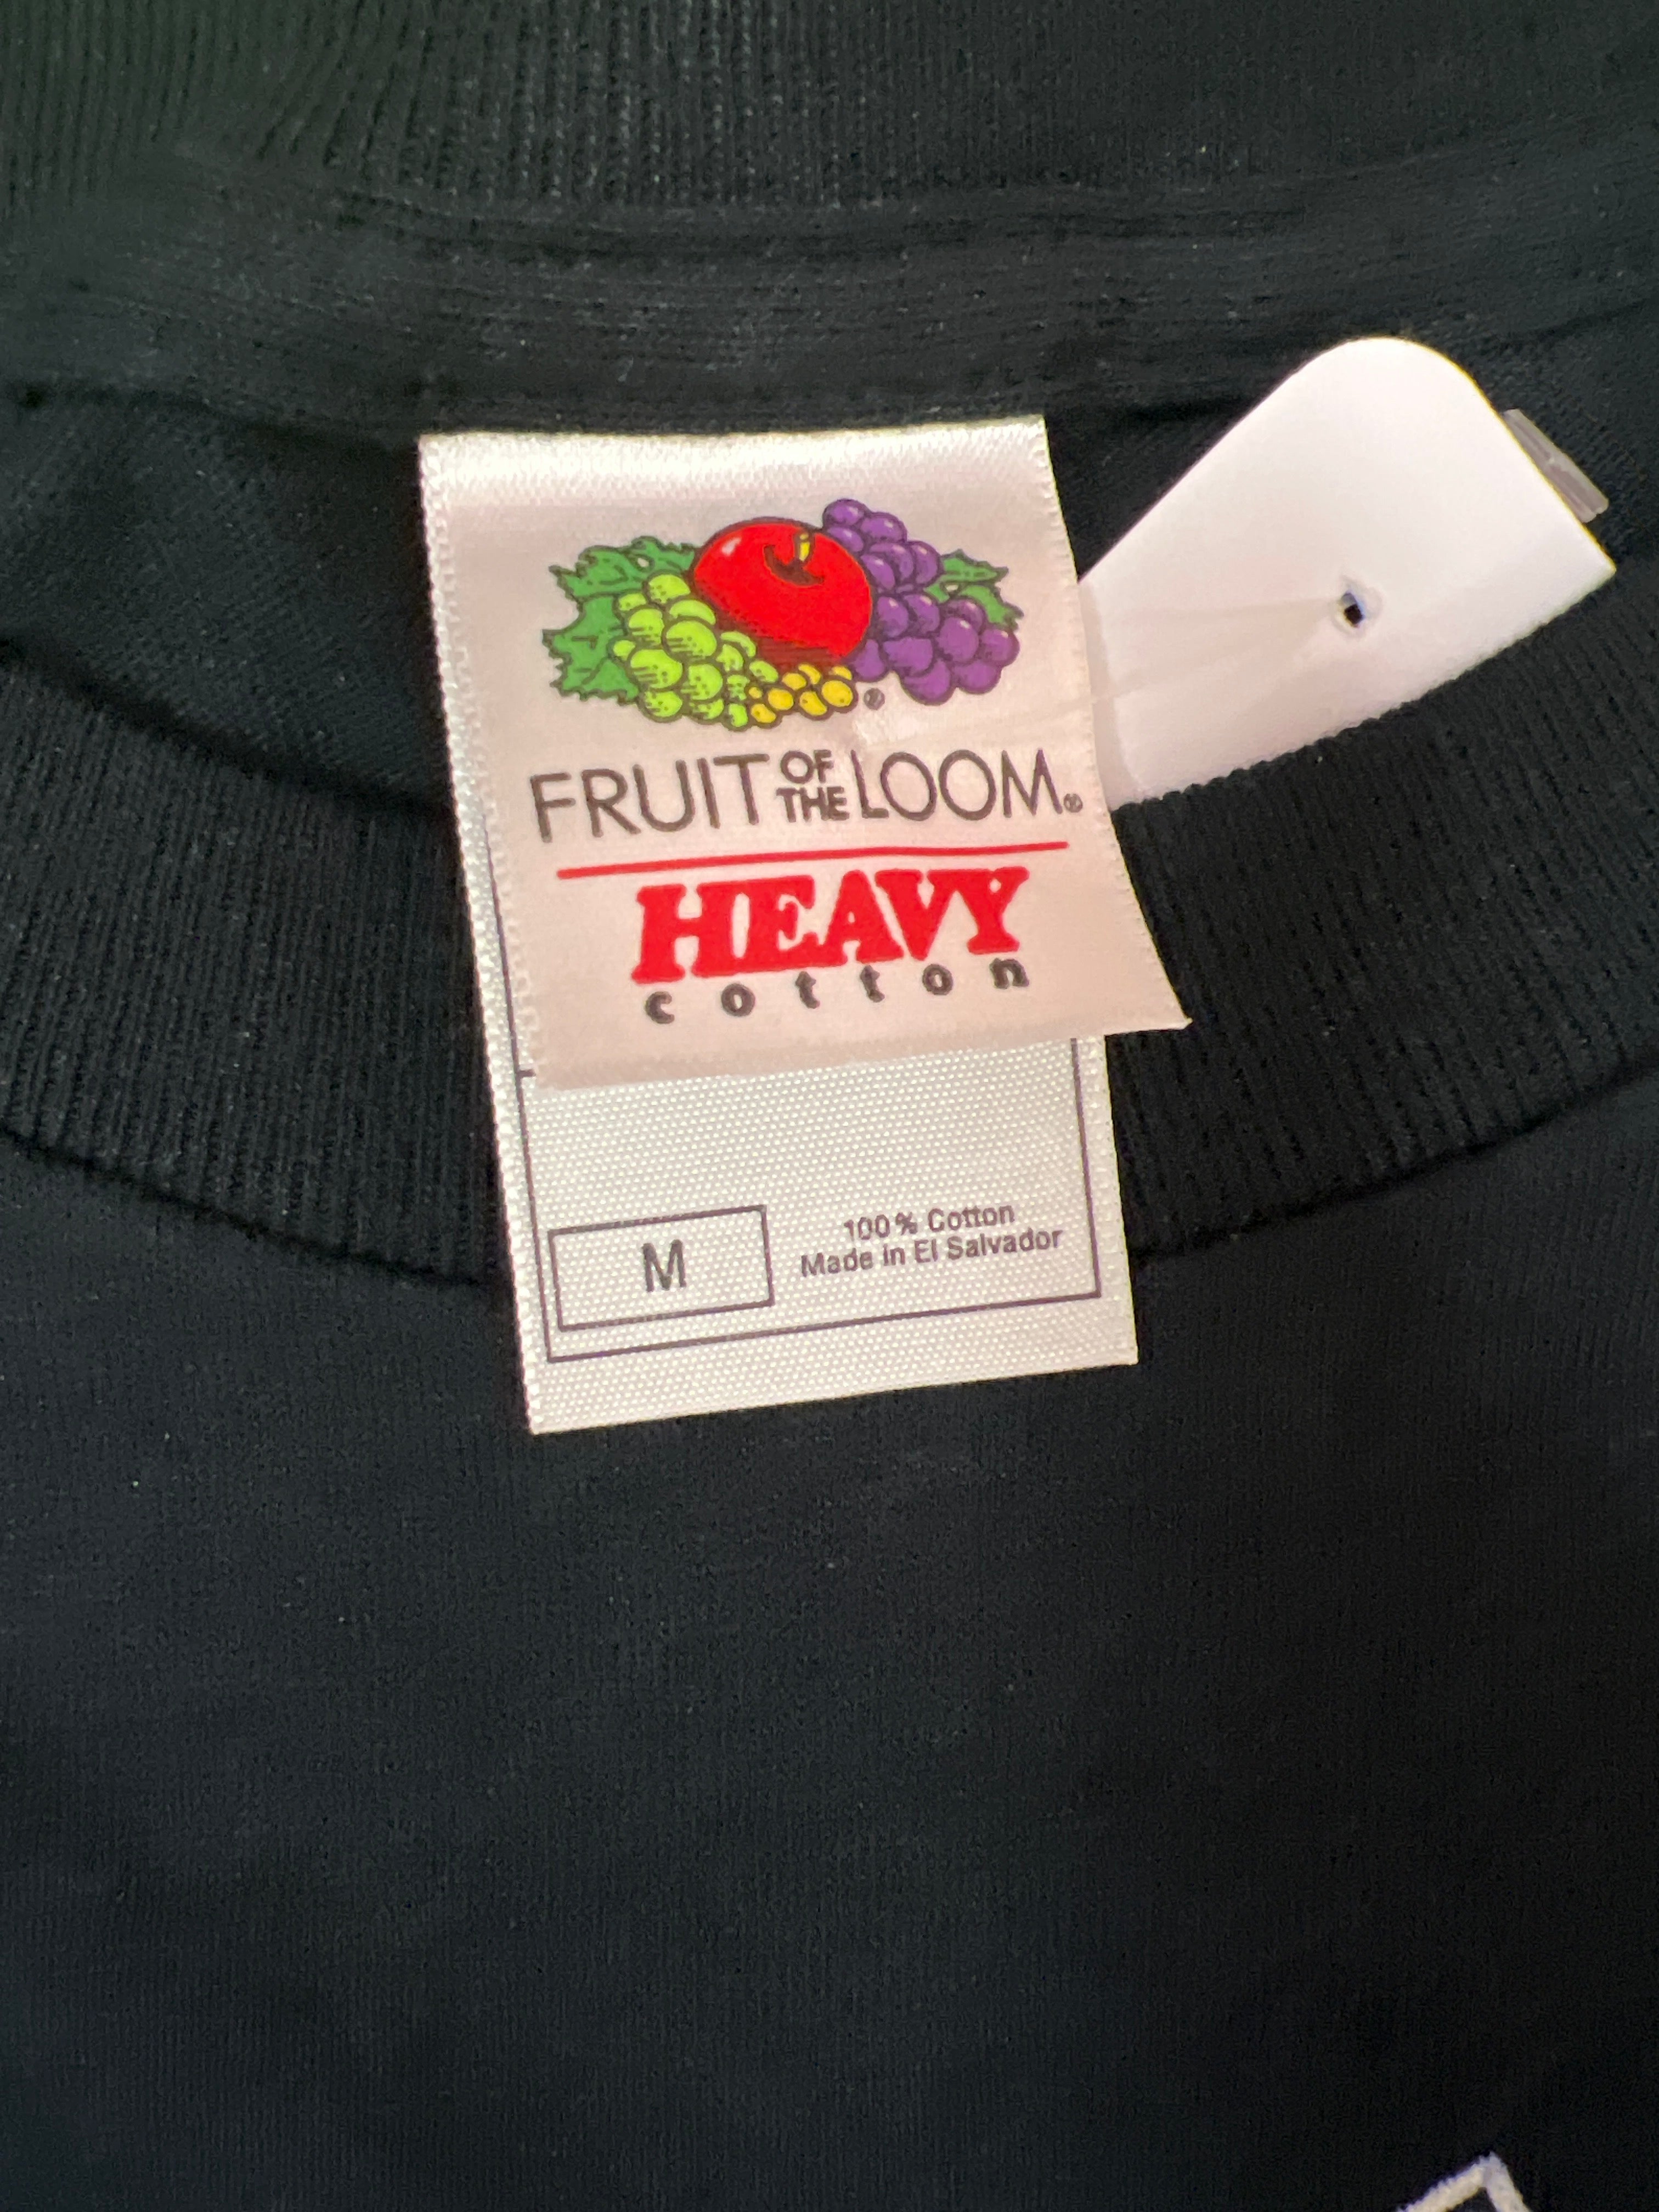 FRUIT OF THE LOOM®
HEAVY
cotton
M
100% Cotton
Made in El Salvador